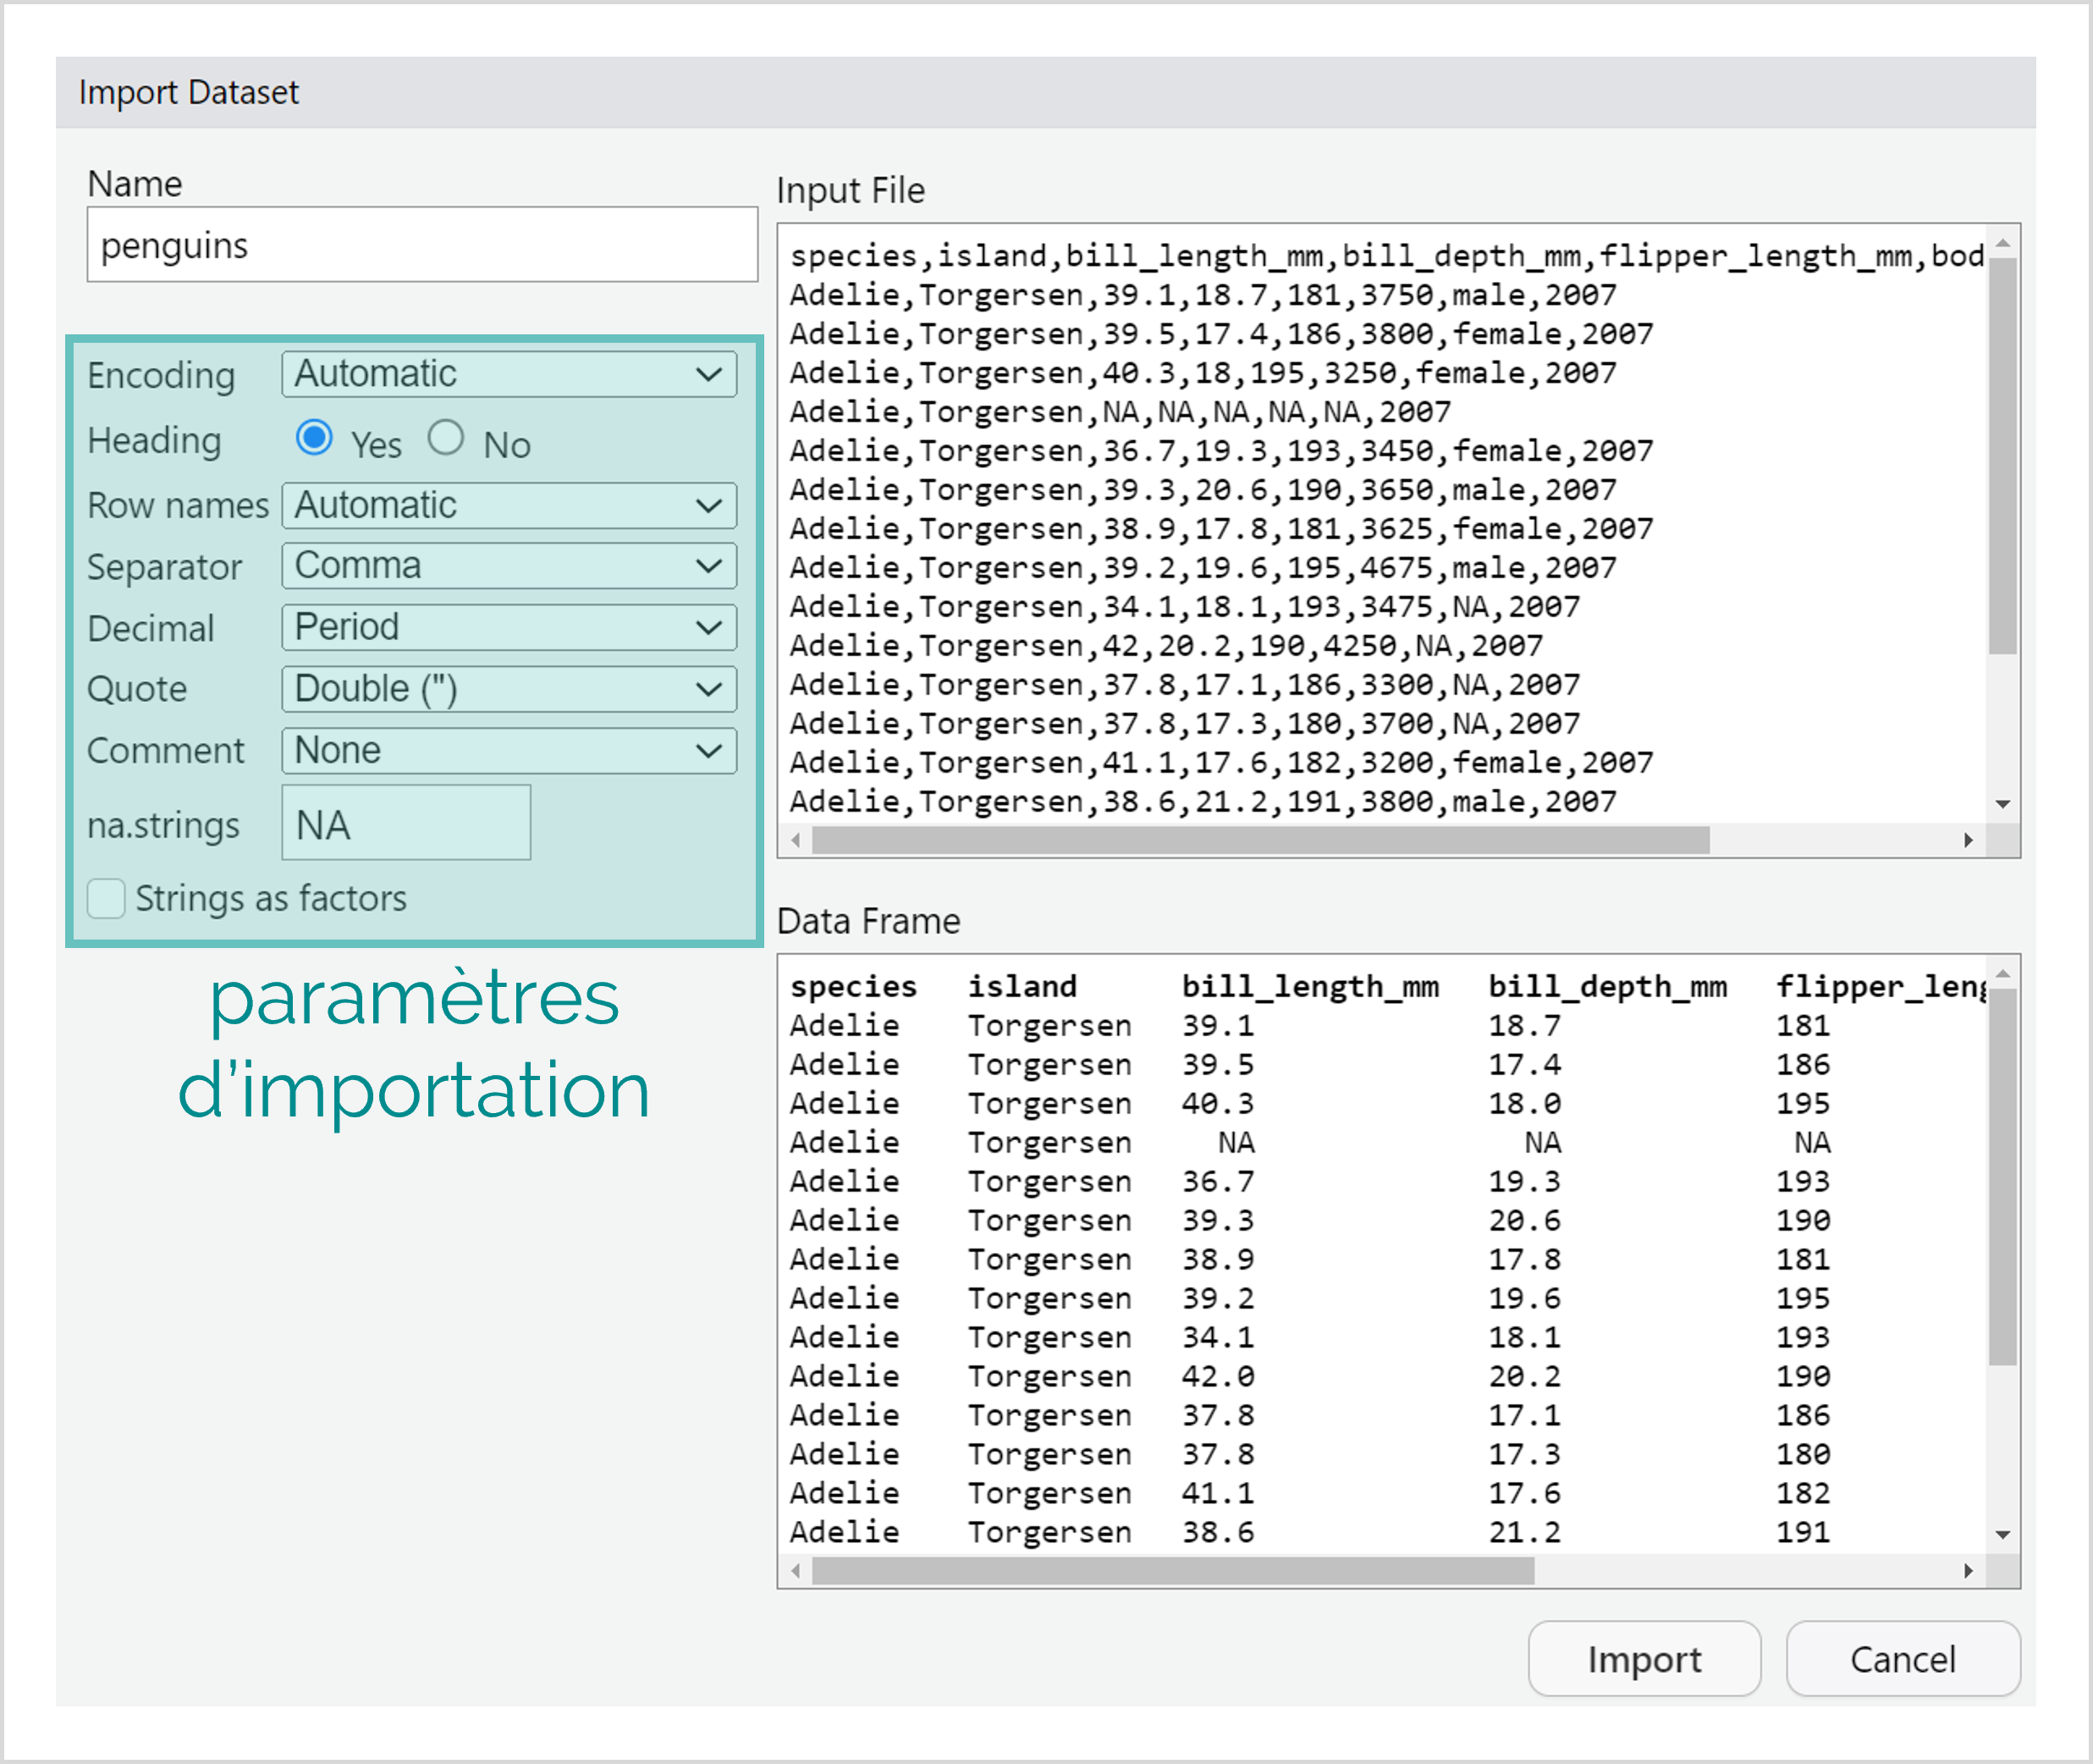 Import Dataset
Name
penguins
Encoding Automatic
Heading Yes No
Row names Automatic
Separator Comma
Decimal Period
Quote Double (")
Comment None
na.strings NA
Strings as factors
paramètres
d’importation
Input File
species,island,bill_length_mm,bill_depth_mm,flipper_length_mm,bod
Adelie,Torgersen,39.1,18.7,181,3750,male,2007
Adelie,Torgersen,39.5,17.4,186,3800,female,2007
Adelie,Torgersen,40.3,18,195,3250,female,2007
Adelie,Torgersen,NA,NA,NA,NA,NA,2007
Adelie,Torgersen,36.7,19.3,193,3450,female,2007
Adelie,Torgersen,39.3,20.6,190,3650,male,2007
Adelie,Torgersen,38.9,17.8,181,3625,female,2007
Adelie,Torgersen,39.2,19.6,195,4675,male,2007
Adelie,Torgersen,34.1,18.1,193,3475,NA,2007
Adelie,Torgersen,42,20.2,190,4250,NA,2007
Adelie,Torgersen,37.8,17.1,186,3300,NA,2007
Adelie,Torgersen,37.8,17.3,180,3700,NA,2007
Adelie,Torgersen,41.1,17.6,182,3200,female,2007
Adelie,Torgersen,38.6,21.2,191,3800,male,2007
Data Frame
species island bill_length_mm bill_depth_mm flipper_leng
Adelie Torgersen 39.1 18.7 181
Adelie Torgersen 39.5 17.4 186
Adelie Torgersen 40.3 18.0 195
Adelie Torgersen NA NA NA
Adelie Torgersen 36.7 19.3 193
Adelie Torgersen 39.3 20.6 190
Adelie Torgersen 38.9 17.8 181
Adelie Torgersen 39.2 19.6 195
Adelie Torgersen 34.1 18.1 193
Adelie Torgersen 42.0 20.2 190
Adelie Torgersen 37.8 17.1 186
Adelie Torgersen 37.8 17.3 180
Adelie Torgersen 41.1 17.6 182
Adelie Torgersen 38.6 21.2 191
Import Cancel